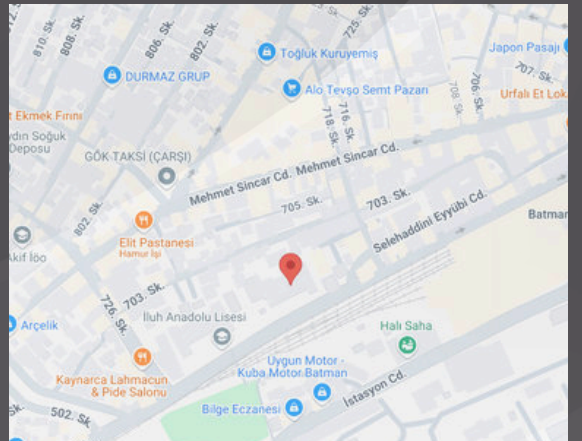 812. Sk.
810. Sk.
808. Sk.
806. Sk.
802. Sk.
725. Sk.
Toğluk Kuruyemiş
Japon Pasajı
DURMAZ GRUP
Alo Tevşo Semt Pazarı
707. Sk.
706. Sk.
708. Sk.
Urfalı Et Lok
t Ekmek Fırını
ydın Soğuk
Deposu
716. Sk.
718. Sk.
GÖK TAKSİ (ÇARŞI)
Mehmet Sincar Cd.
Mehmet Sincar Cd.
705. Sk.
703. Sk.
Selehaddini Eyyübi Cd.
Batmar
802. Sk.
Elit Pastanesi
Hamur İşi
Akif İöo
703. Sk.
726. Sk.
Arçelik
İluh Anadolu Lisesi
Halı Saha
Kaynarca Lahmacun
& Pide Salonu
Uygun Motor -
Kuba Motor Batman
İstasyon Cd.
Bilge Eczanesi
Sk.
502. Sk